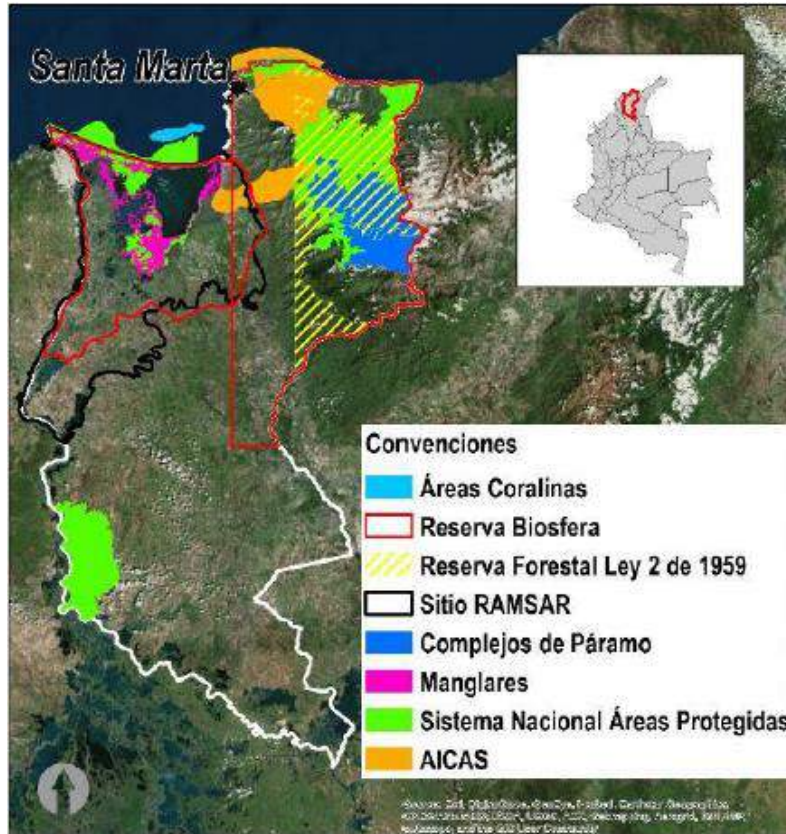 Santa Marta
Convenciones
Áreas Coralinas
Reserva Biosfera
Reserva Forestal Ley 2 de 1959
Sitio RAMSAR
Complejos de Páramo
Manglares
Sistema Nacional Áreas Protegidas
AICAS